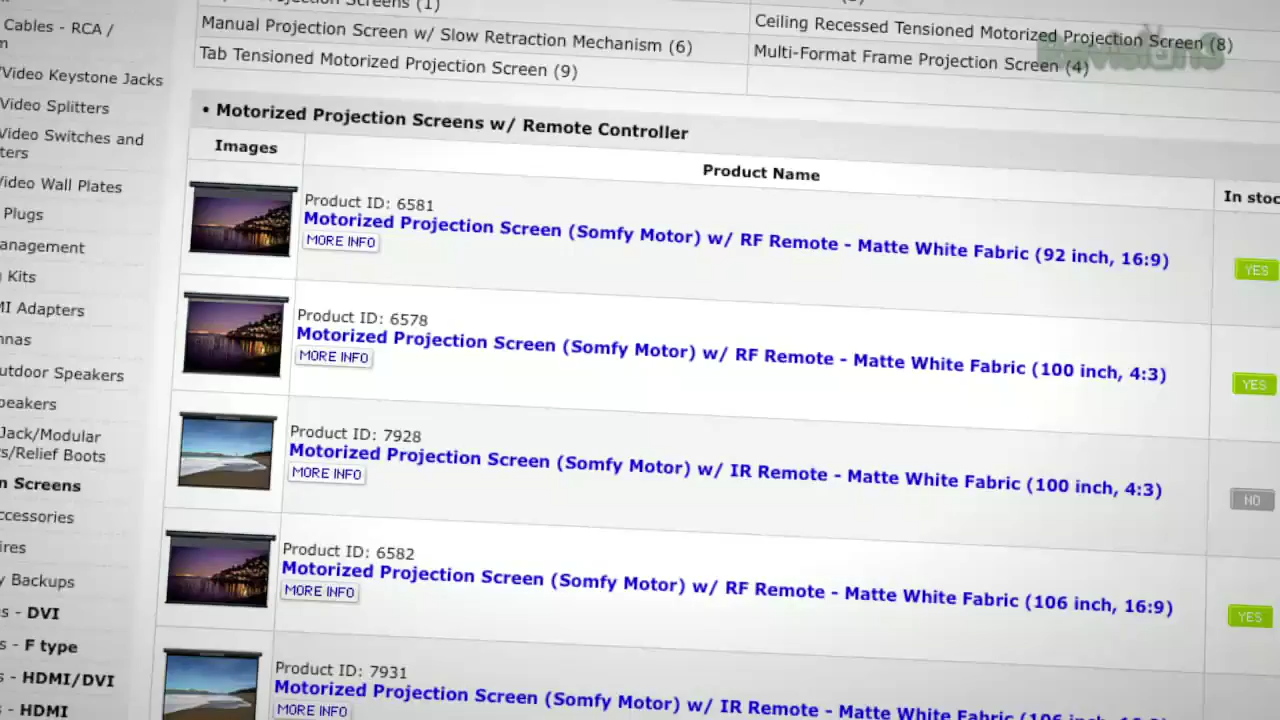 Screens (1)
Manual Projection Screen w/ Slow Retraction Mechanism (6)
Tab Tensioned Motorized Projection Screen (9)
Ceiling Recessed Tensioned Motorized Projection Screen (8)
Multi-Format Frame Projection Screen (4)
Cables - RCA /
/Video Keystone Jacks
Video Splitters
Video Switches and
ters
Video Wall Plates
Plugs
anagement
Kits
MI Adapters
nnas
utdoor Speakers
peakers
Jack/Modular
s/Relief Boots
n Screens
ccessories
ires
y Backups
s - DVI
s - F type
s - HDMI/DVI
s - HDMI
• Motorized Projection Screens w/ Remote Controller
Images
Product Name
In stoc
Product ID: 6581
Motorized Projection Screen (Somfy Motor) w/ RF Remote - Matte White Fabric (92 inch, 16:9)
MORE INFO
YES
Product ID: 6578
Motorized Projection Screen (Somfy Motor) w/ RF Remote - Matte White Fabric (100 inch, 4:3)
MORE INFO
YES
Product ID: 7928
Motorized Projection Screen (Somfy Motor) w/ IR Remote - Matte White Fabric (100 inch, 4:3)
MORE INFO
NO
Product ID: 6582
Motorized Projection Screen (Somfy Motor) w/ RF Remote - Matte White Fabric (106 inch, 16:9)
MORE INFO
YES
Product ID: 7931
Motorized Projection Screen (Somfy Motor) w/ IR Remote - Matte White Fabric (106 inch,
MORE INFO